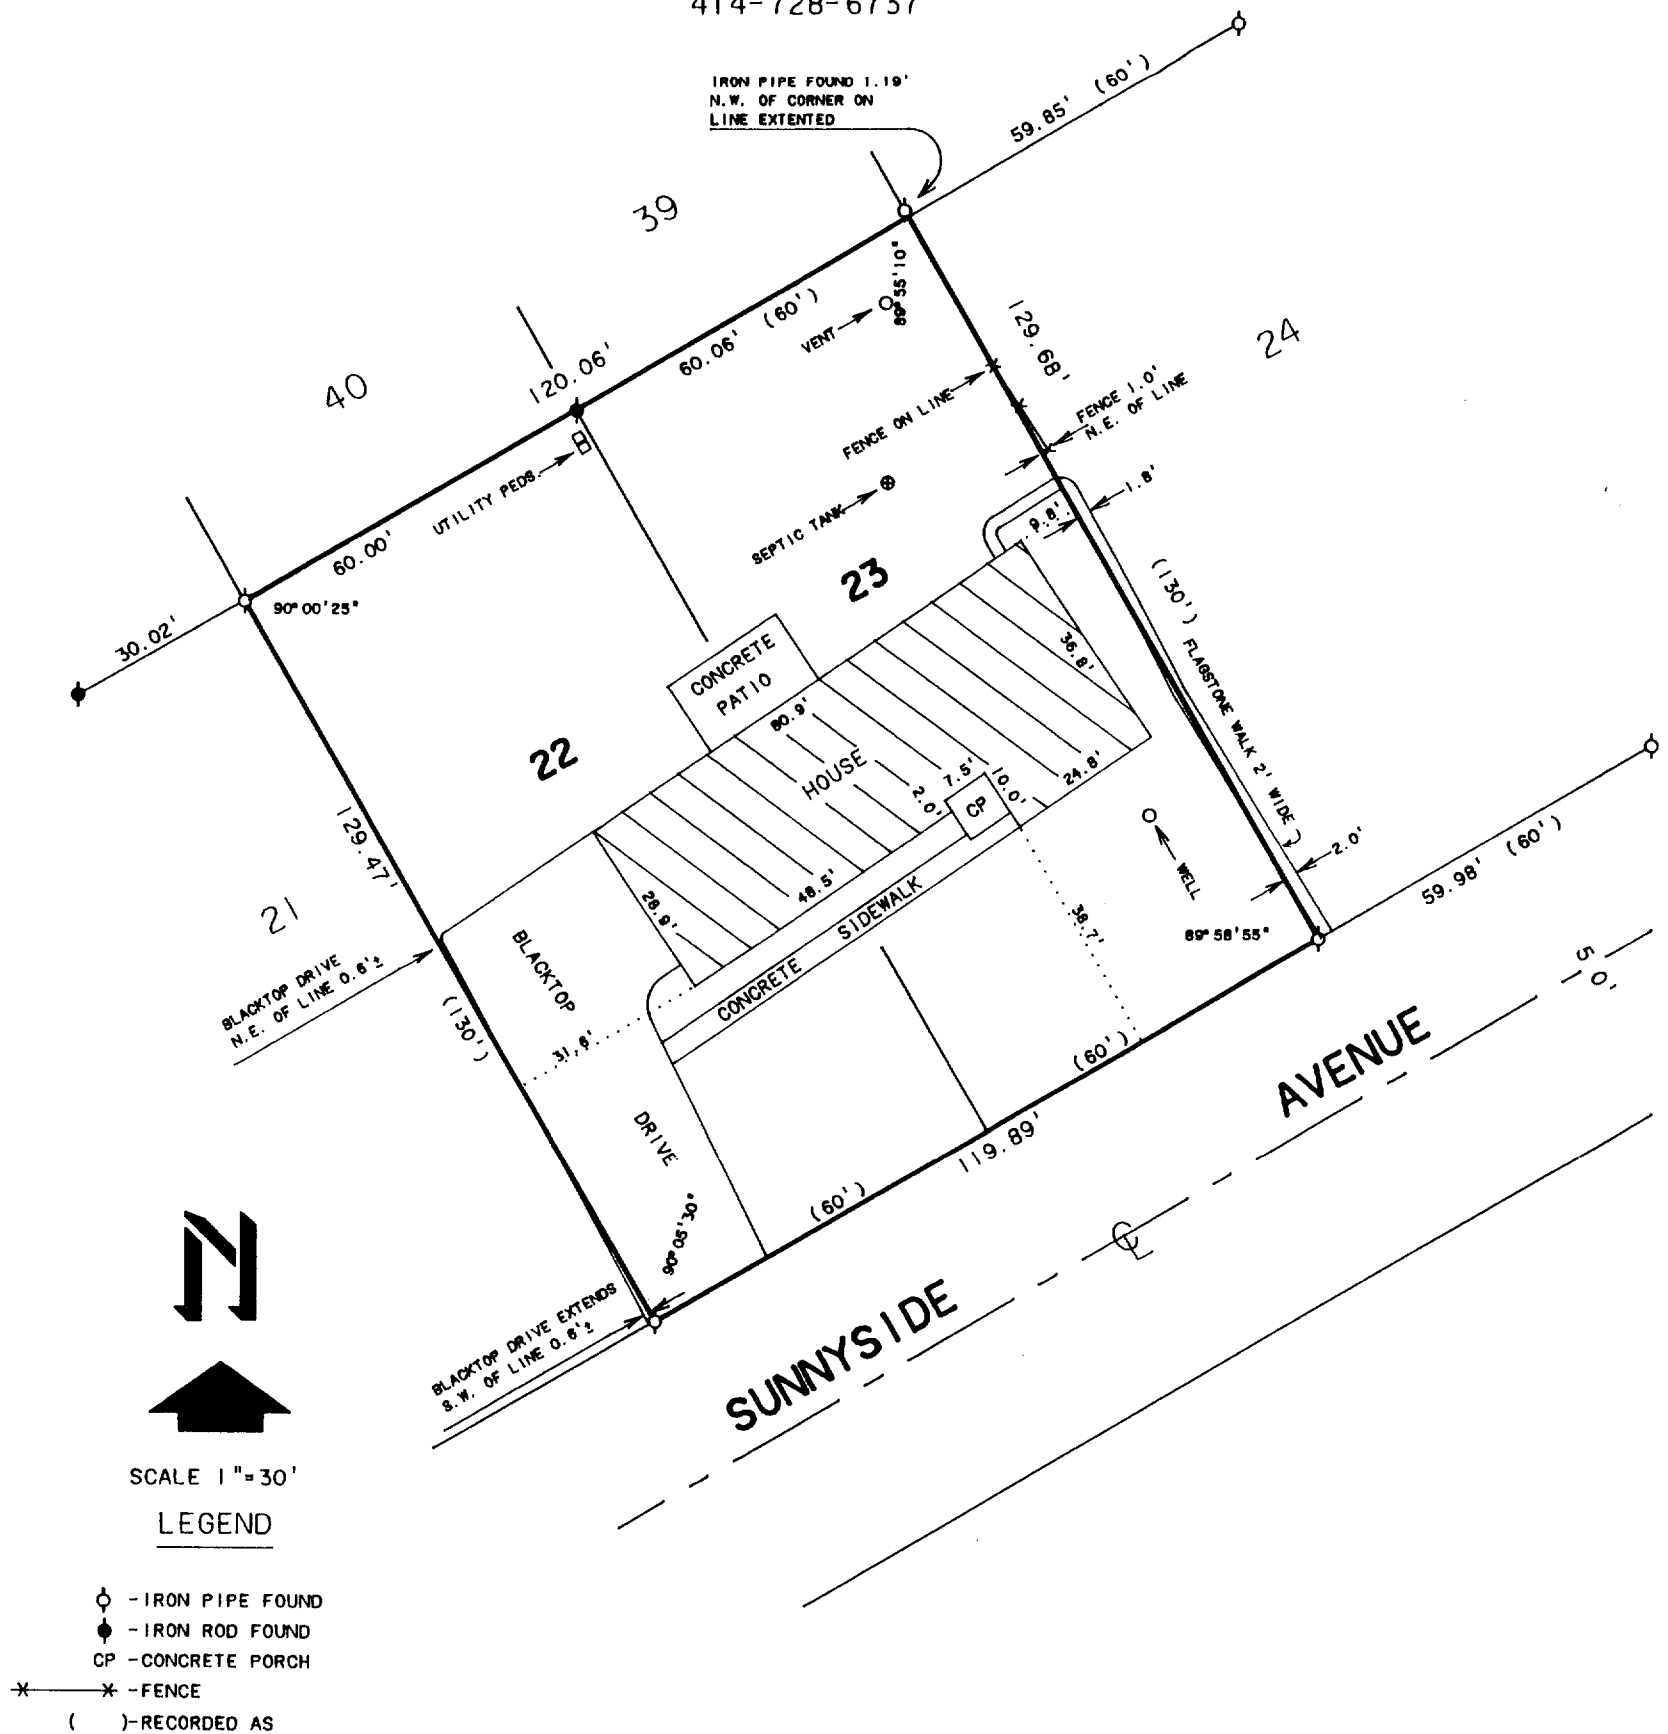 414-728-6737
IRON PIPE FOUND 1.19'
N.W. OF CORNER ON
LINE EXTENTED
59.85' (60')
39
89°55'10"
VENT
60.06' (60')
129.68'
24
40
120.06'
FENCE ON LINE
FENCE 1.0'
N.E. OF LINE
UTILITY PEDS.
SEPTIC TANK
1.8'
9.8'
60.00'
23
(130') FLAGSTONE WALK 2' WIDE
90°00'25"
30.02'
36.8'
CONCRETE
PATIO
80.9'
22
HOUSE
7.5'
10.0'
24.8'
2.0'
CP
WELL
2.0'
59.98' (60')
129.47'
48.5'
28.9'
CONCRETE SIDEWALK
38.7'
89°58'55"
21
BLACKTOP
BLACKTOP DRIVE
N.E. OF LINE 0.6'±
(130')
31.6'
50'
AVENUE
(60')
DRIVE
119.89'
(60')
90°05'30"
N
BLACKTOP DRIVE EXTENDS
S.W. OF LINE 0.6'±
CL
SUNNYSIDE
SCALE 1"=30'
LEGEND
-IRON PIPE FOUND
-IRON ROD FOUND
CP -CONCRETE PORCH
-FENCE
( )-RECORDED AS